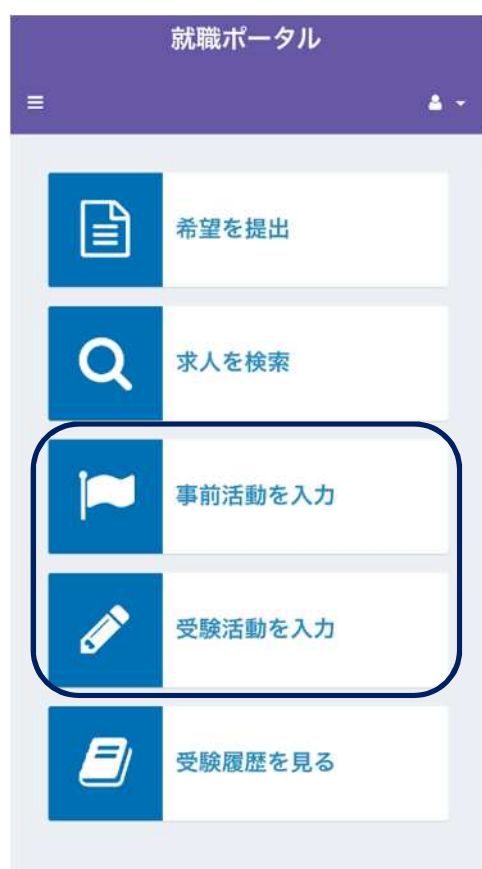 就職ポータル
希望を提出
求人を検索
事前活動を入力
受験活動を入力
受験履歴を見る